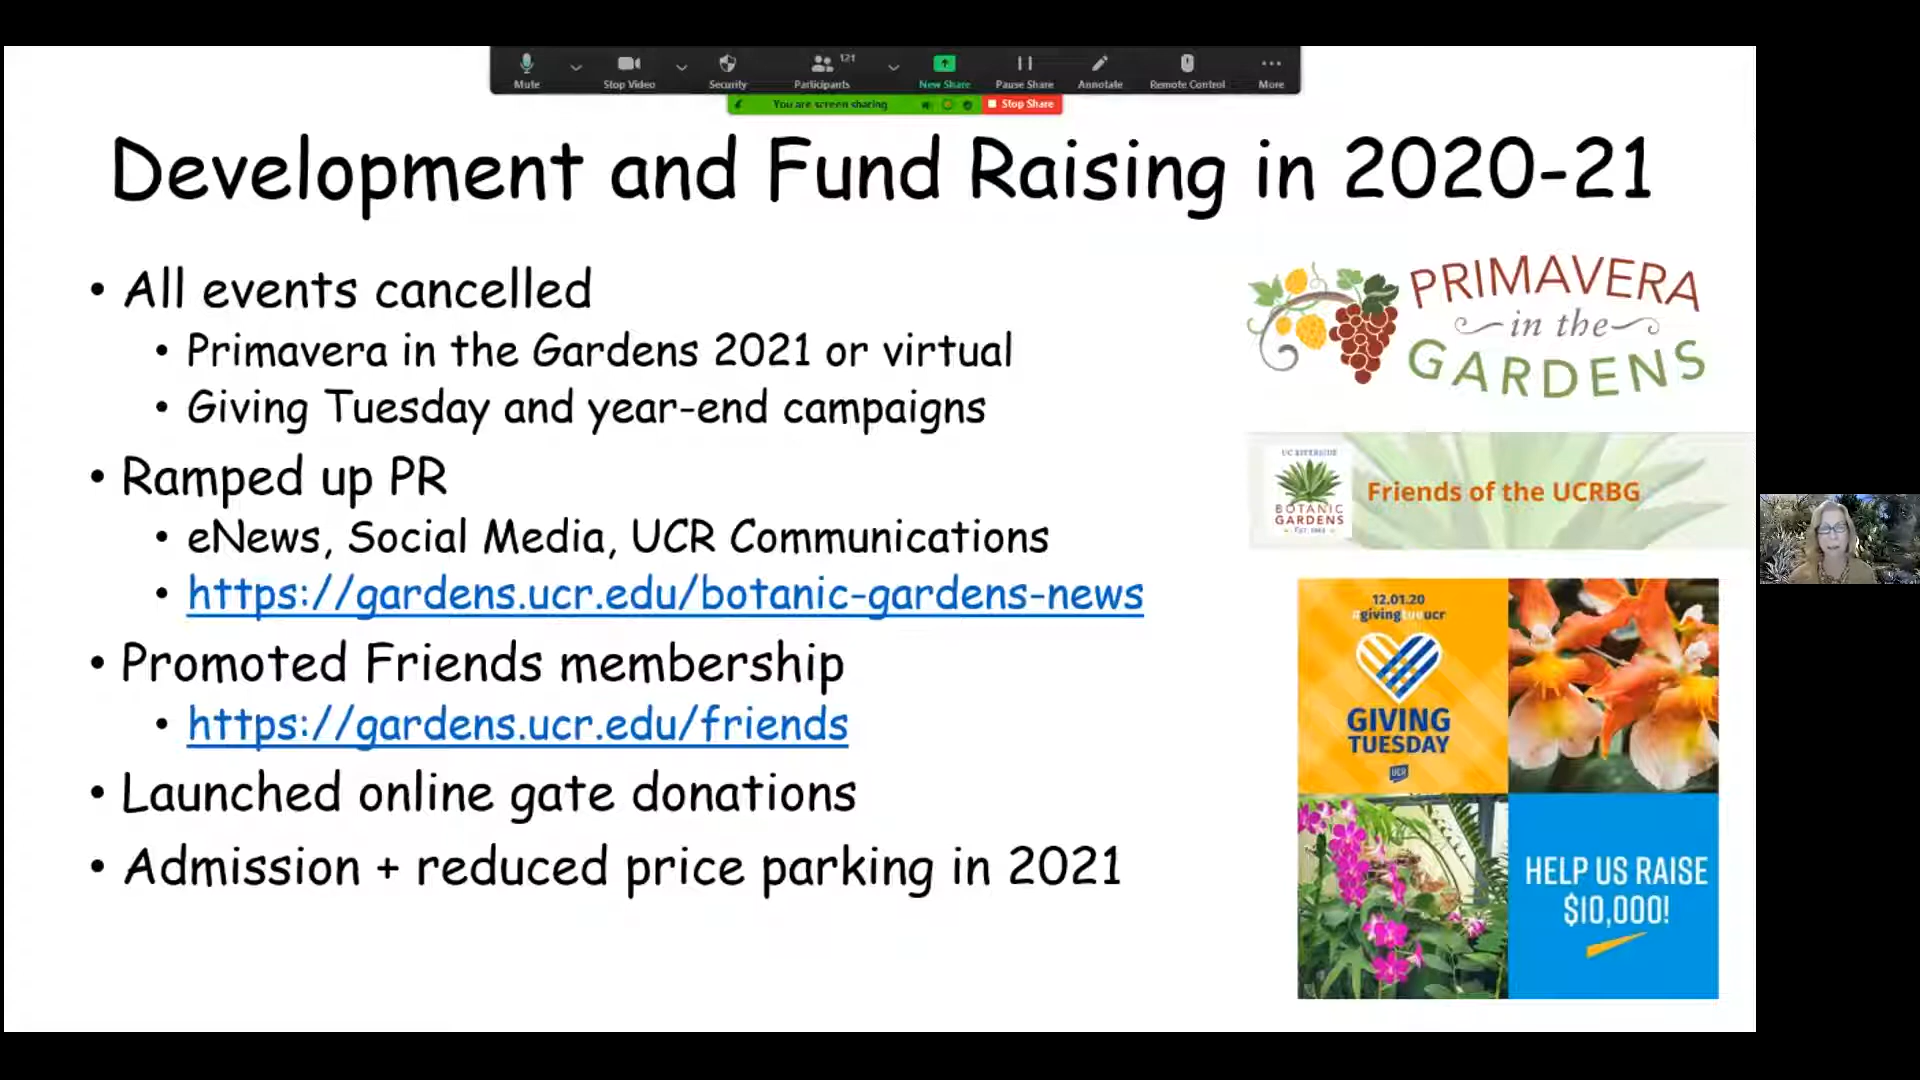 Mute
Stop Video
Security
121
Participants
New Share
Pause Share
Annotate
Remote Control
More
You are screen sharing
Stop Share
Development and Fund Raising in 2020-21
• All events cancelled
• Primavera in the Gardens 2021 or virtual
• Giving Tuesday and year-end campaigns
• Ramped up PR
• eNews, Social Media, UCR Communications
• https://gardens.ucr.edu/botanic-gardens-news
• Promoted Friends membership
• https://gardens.ucr.edu/friends
• Launched online gate donations
• Admission + reduced price parking in 2021
PRIMAVERA
in the
GARDENS
UC RIVERSIDE
BOTANIC
GARDENS
Friends of the UCRBG
12.01.20
#givingtueucr
GIVING
TUESDAY
UCR
HELP US RAISE
$10,000!